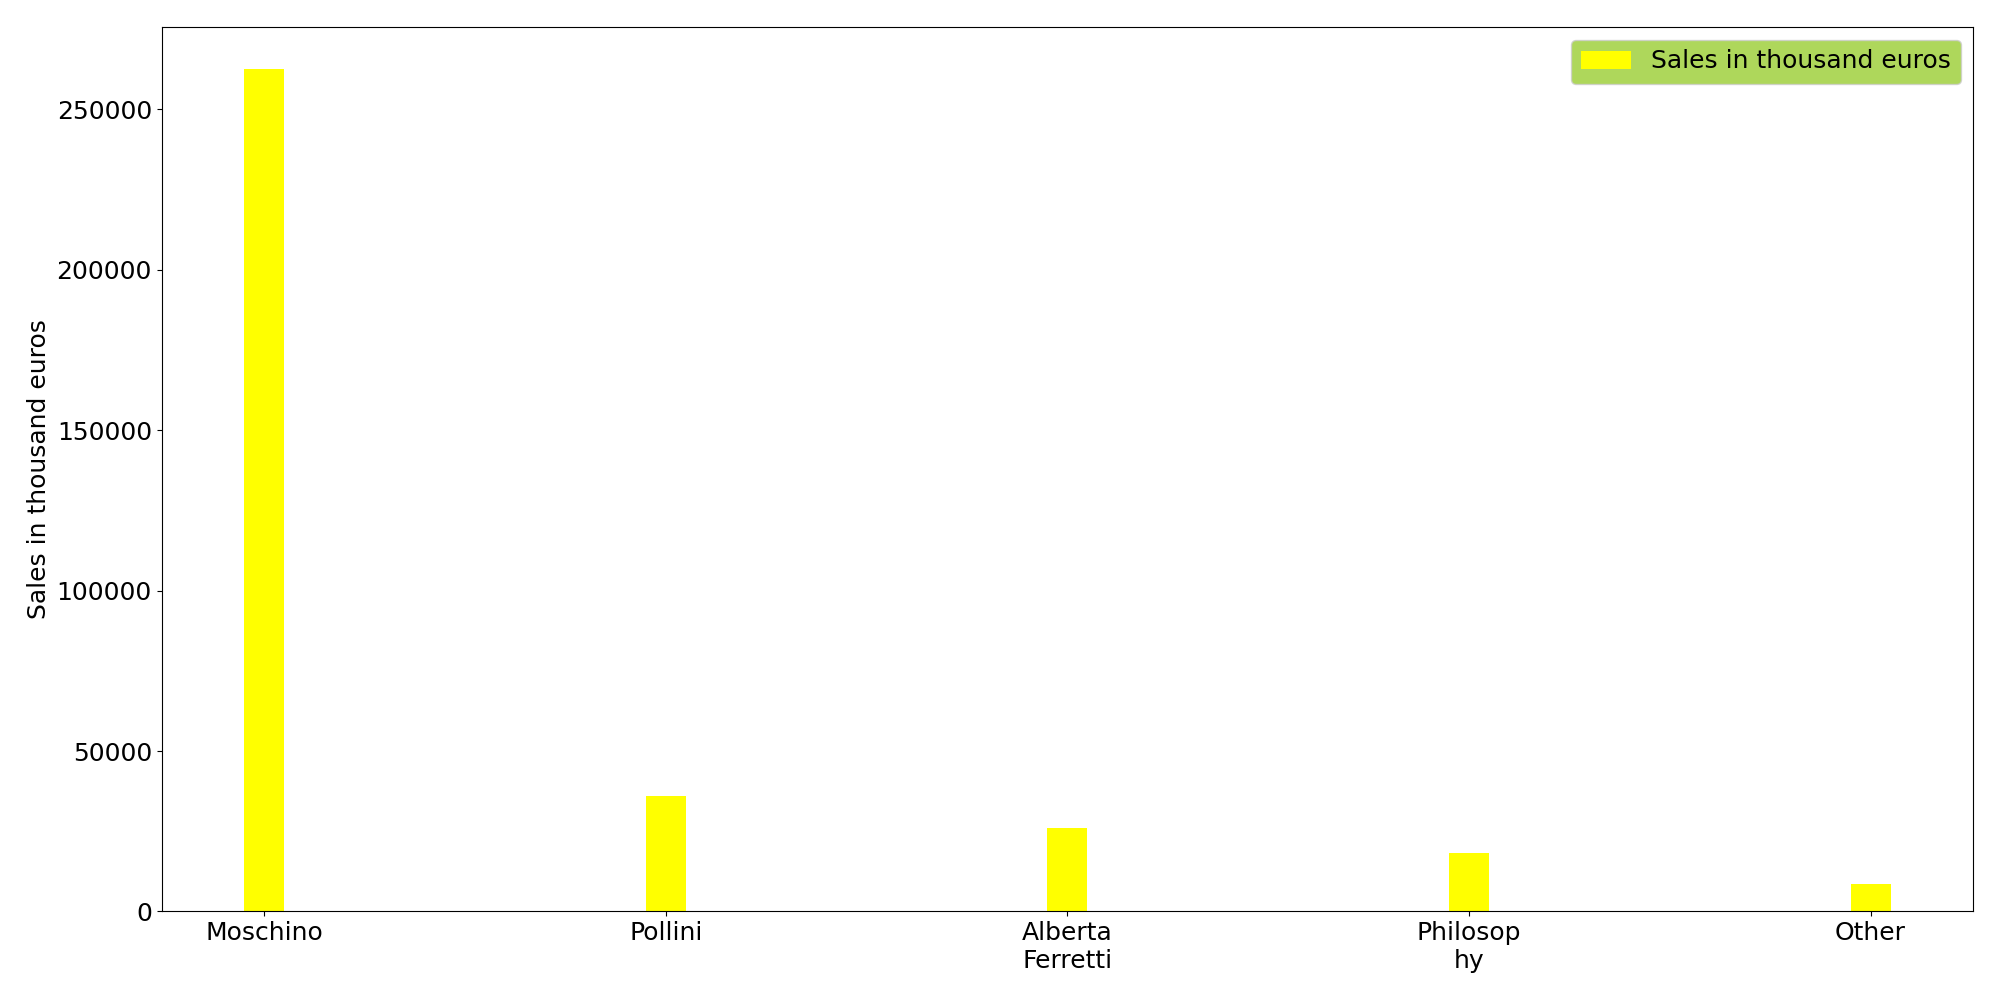 Sales in thousand euros
250000
200000
150000
100000
50000
0
Sales in thousand euros
Moschino
Pollini
Alberta
Ferretti
Philosop
hy
Other